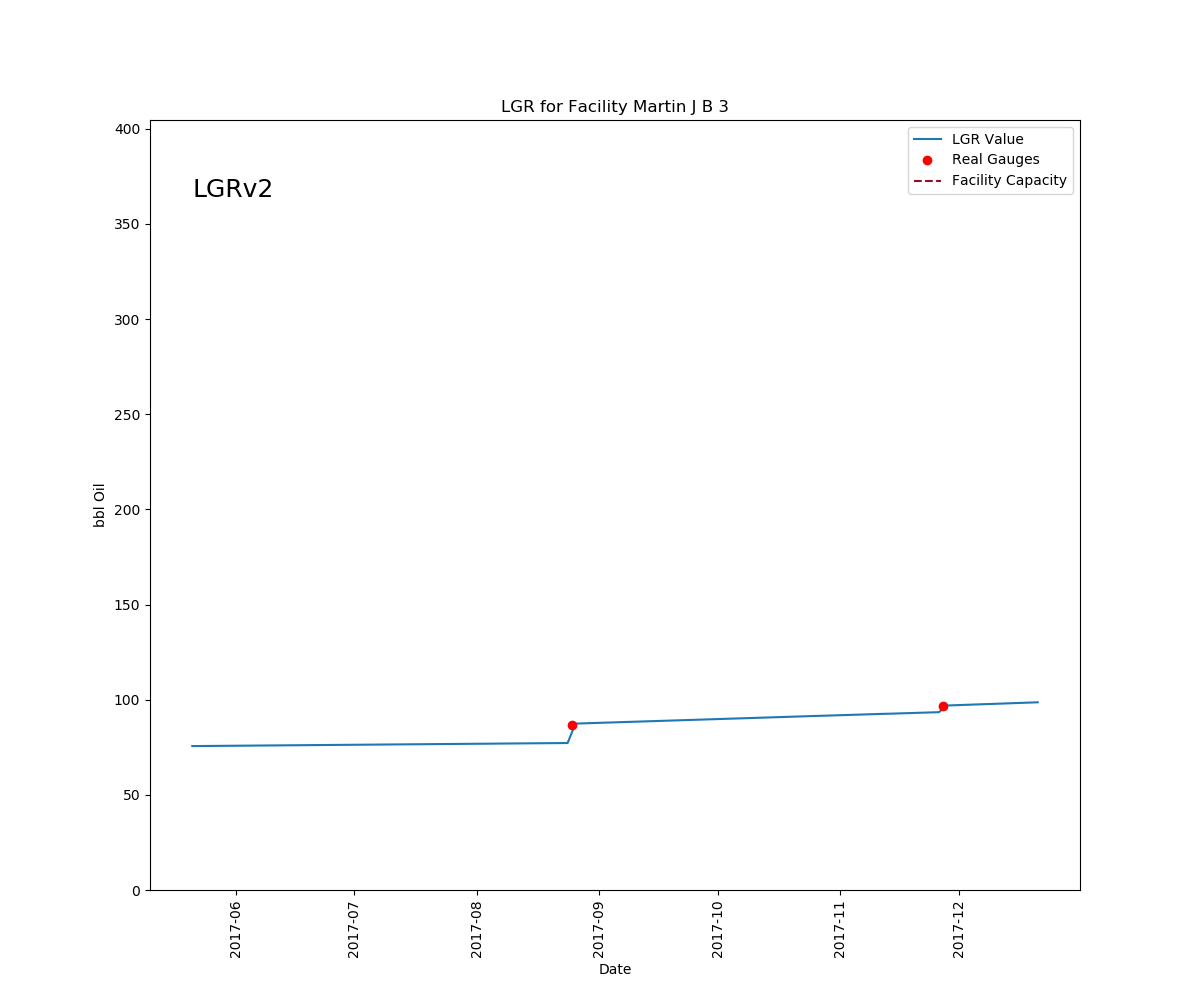 LGR for Facility Martin J B 3
400
350
300
250
200
150
100
50
0
bbl Oil
LGRv2
LGR Value
Real Gauges
Facility Capacity
2017-06
2017-07
2017-08
2017-09
2017-10
2017-11
2017-12
Date